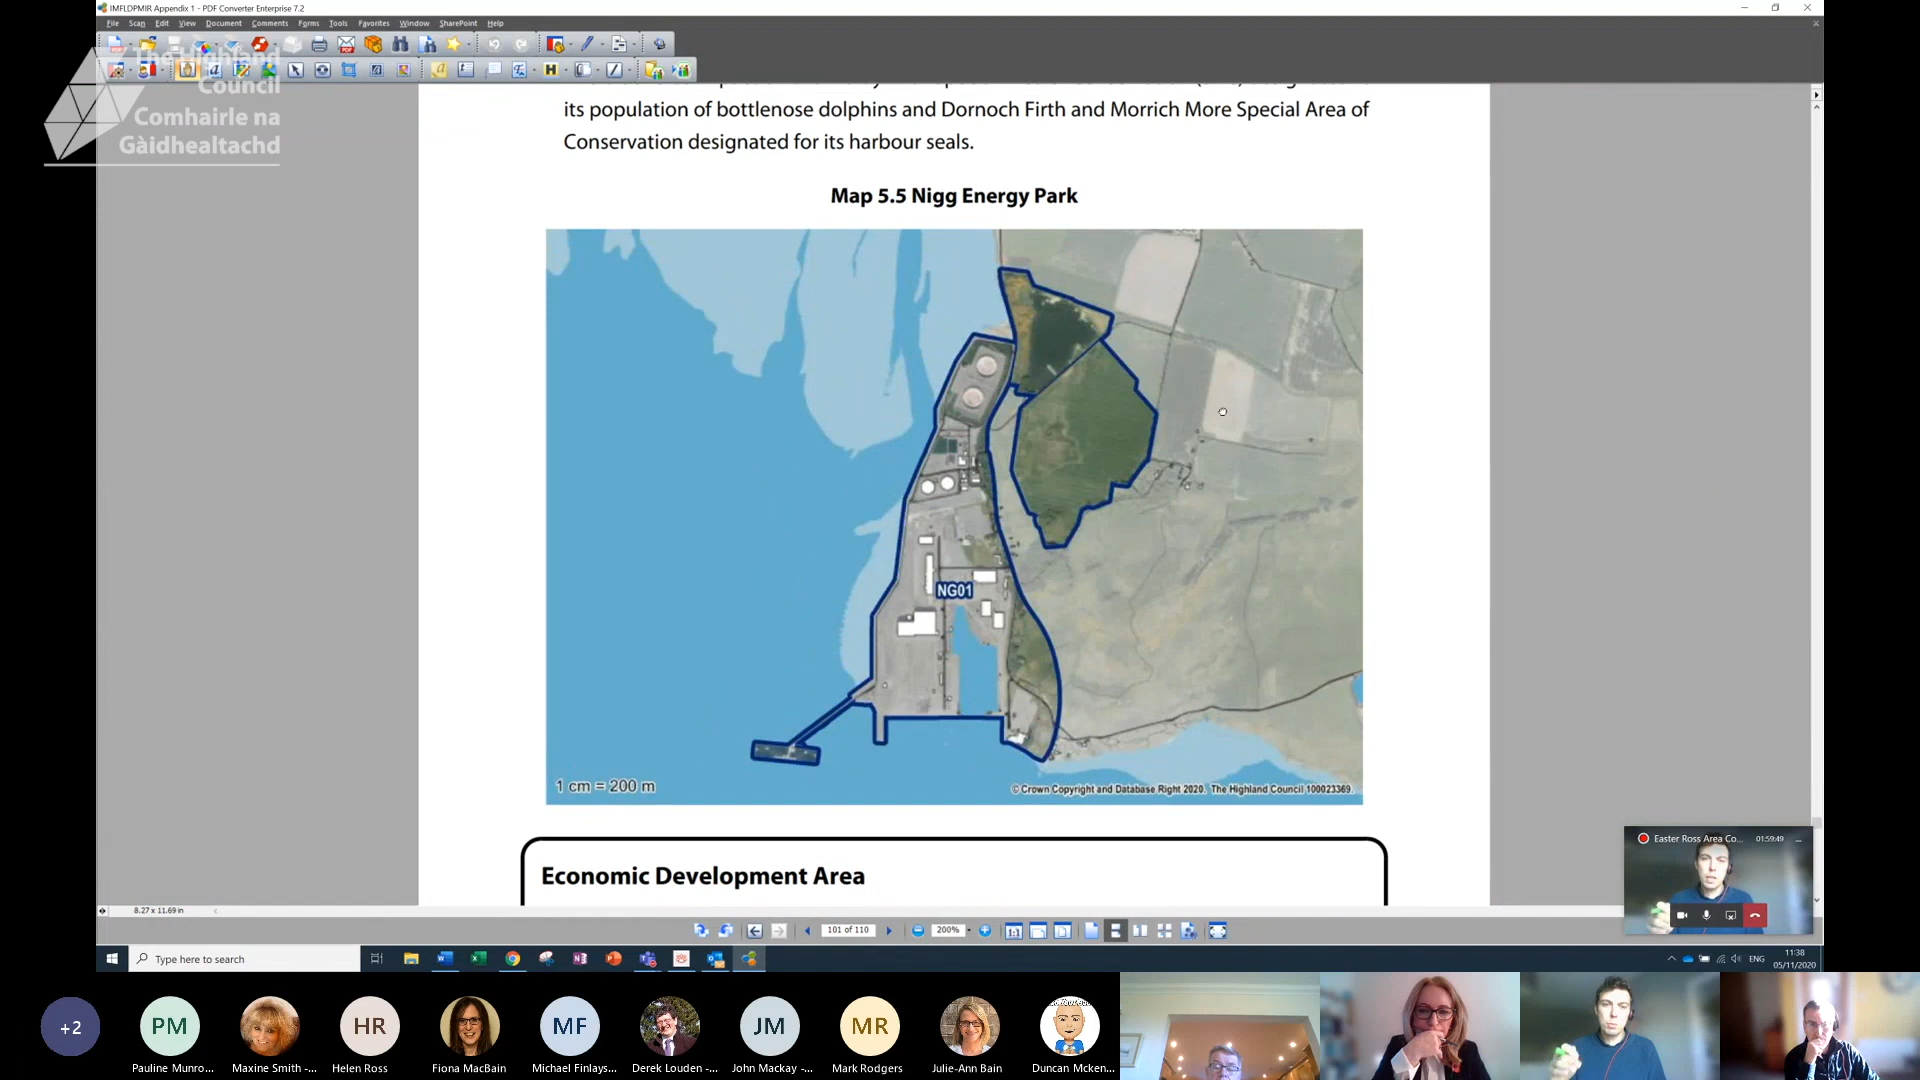 IMFLDPMIR Appendix 1 - PDF Converter Enterprise 7.2
File Scan Edit View Document Comments Forms Tools Favorites Window SharePoint Help
The Highland
Council
Comhairle na
Gàidhealtachd
its population of bottlenose dolphins and Dornoch Firth and Morrich More Special Area of
Conservation designated for its harbour seals.
Map 5.5 Nigg Energy Park
NG01
1 cm = 200 m
© Crown Copyright and Database Right 2020. The Highland Council 100023369.
Economic Development Area
Easter Ross Area Co... 01:59:49
8.27 x 11.69 in
101 of 110
200%
Type here to search
ENG
11:38
05/11/2020
+2
PM
HR
MF
JM
MR
Pauline Munro...
Maxine Smith -...
Helen Ross
Fiona MacBain
Michael Finlays...
Derek Louden -...
John Mackay -...
Mark Rodgers
Julie-Ann Bain
Duncan Mcken...